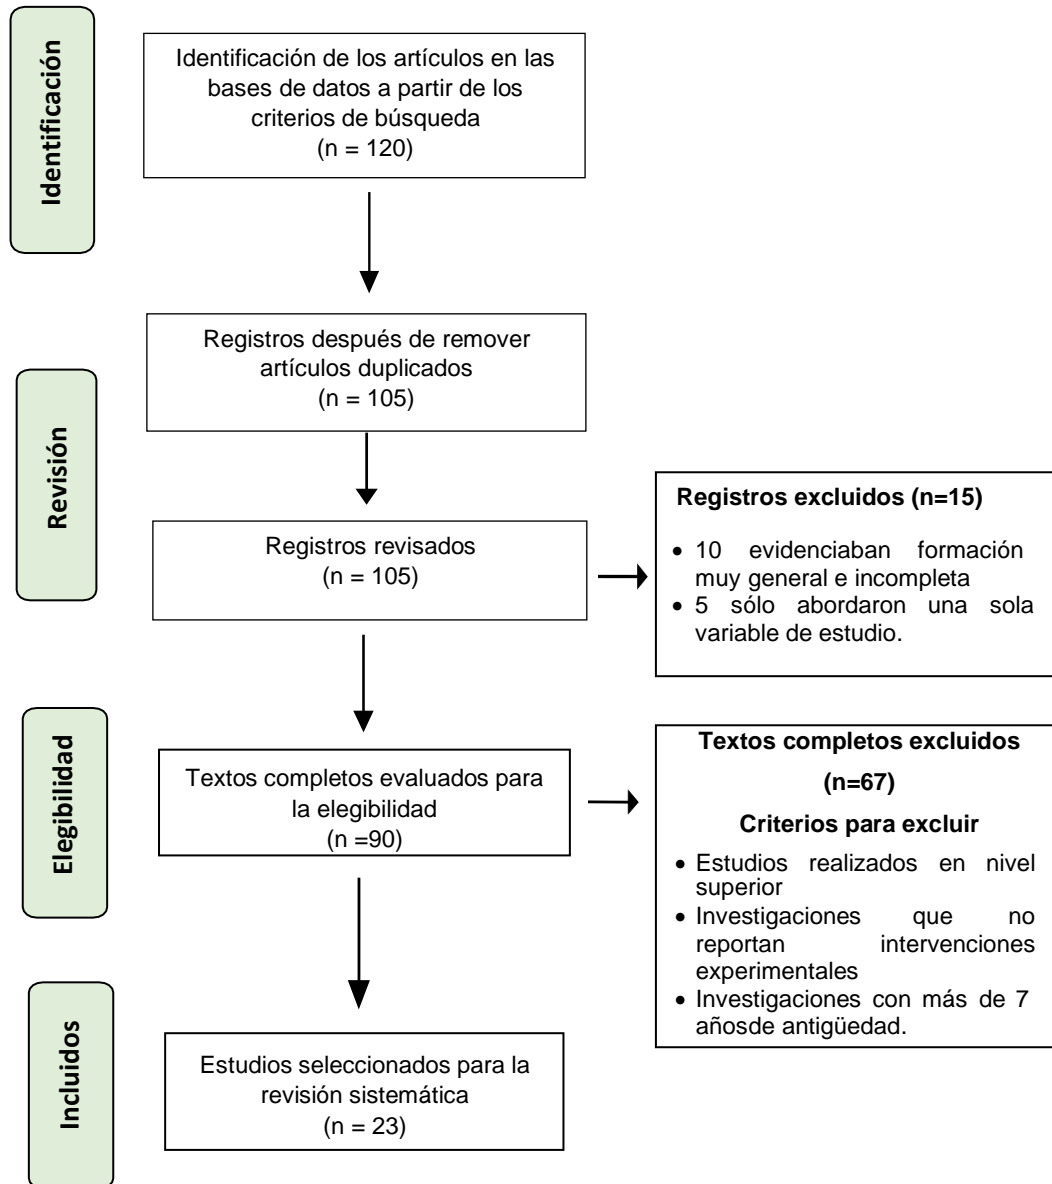 Identificación
Identificación de los artículos en las
bases de datos a partir de los
criterios de búsqueda
(n = 120)
Revisión
Registros después de remover
artículos duplicados
(n = 105)
Registros revisados
(n = 105)
Registros excluidos (n=15)
• 10 evidenciaban formación
muy general e incompleta
• 5 sólo abordaron una sola
variable de estudio.
Elegibilidad
Textos completos evaluados para
la elegibilidad
(n =90)
Textos completos excluidos
(n=67)
Criterios para excluir
• Estudios realizados en nivel
superior
• Investigaciones que no
reportan intervenciones
experimentales
• Investigaciones con más de 7
añosde antigüedad.
Incluidos
Estudios seleccionados para la
revisión sistemática
(n = 23)